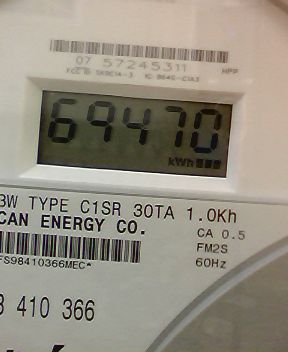 07 57245311
69470
kWh
3W TYPE C1SR 30TA 1.0Kh
CAN ENERGY CO.
CA 0.5
FM2S
60Hz
FS98410366MEC*
410 366